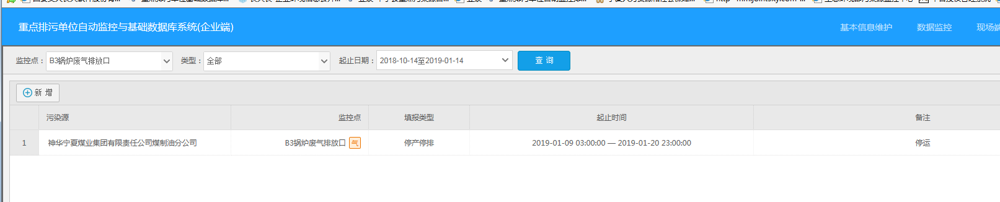 重点排污单位自动监控与基础数据库系统(企业端)
基本信息维护 数据监控 现场端
监控点： B3锅炉废气排放口 类型： 全部 起止日期： 2018-10-14至2019-01-14 查 询
新 增
污染源 监控点 填报类型 起止时间 备注
1 神华宁夏煤业集团有限责任公司煤制油分公司 B3锅炉废气排放口 气 停产停排 2019-01-09 03:00:00 — 2019-01-20 23:00:00 停运